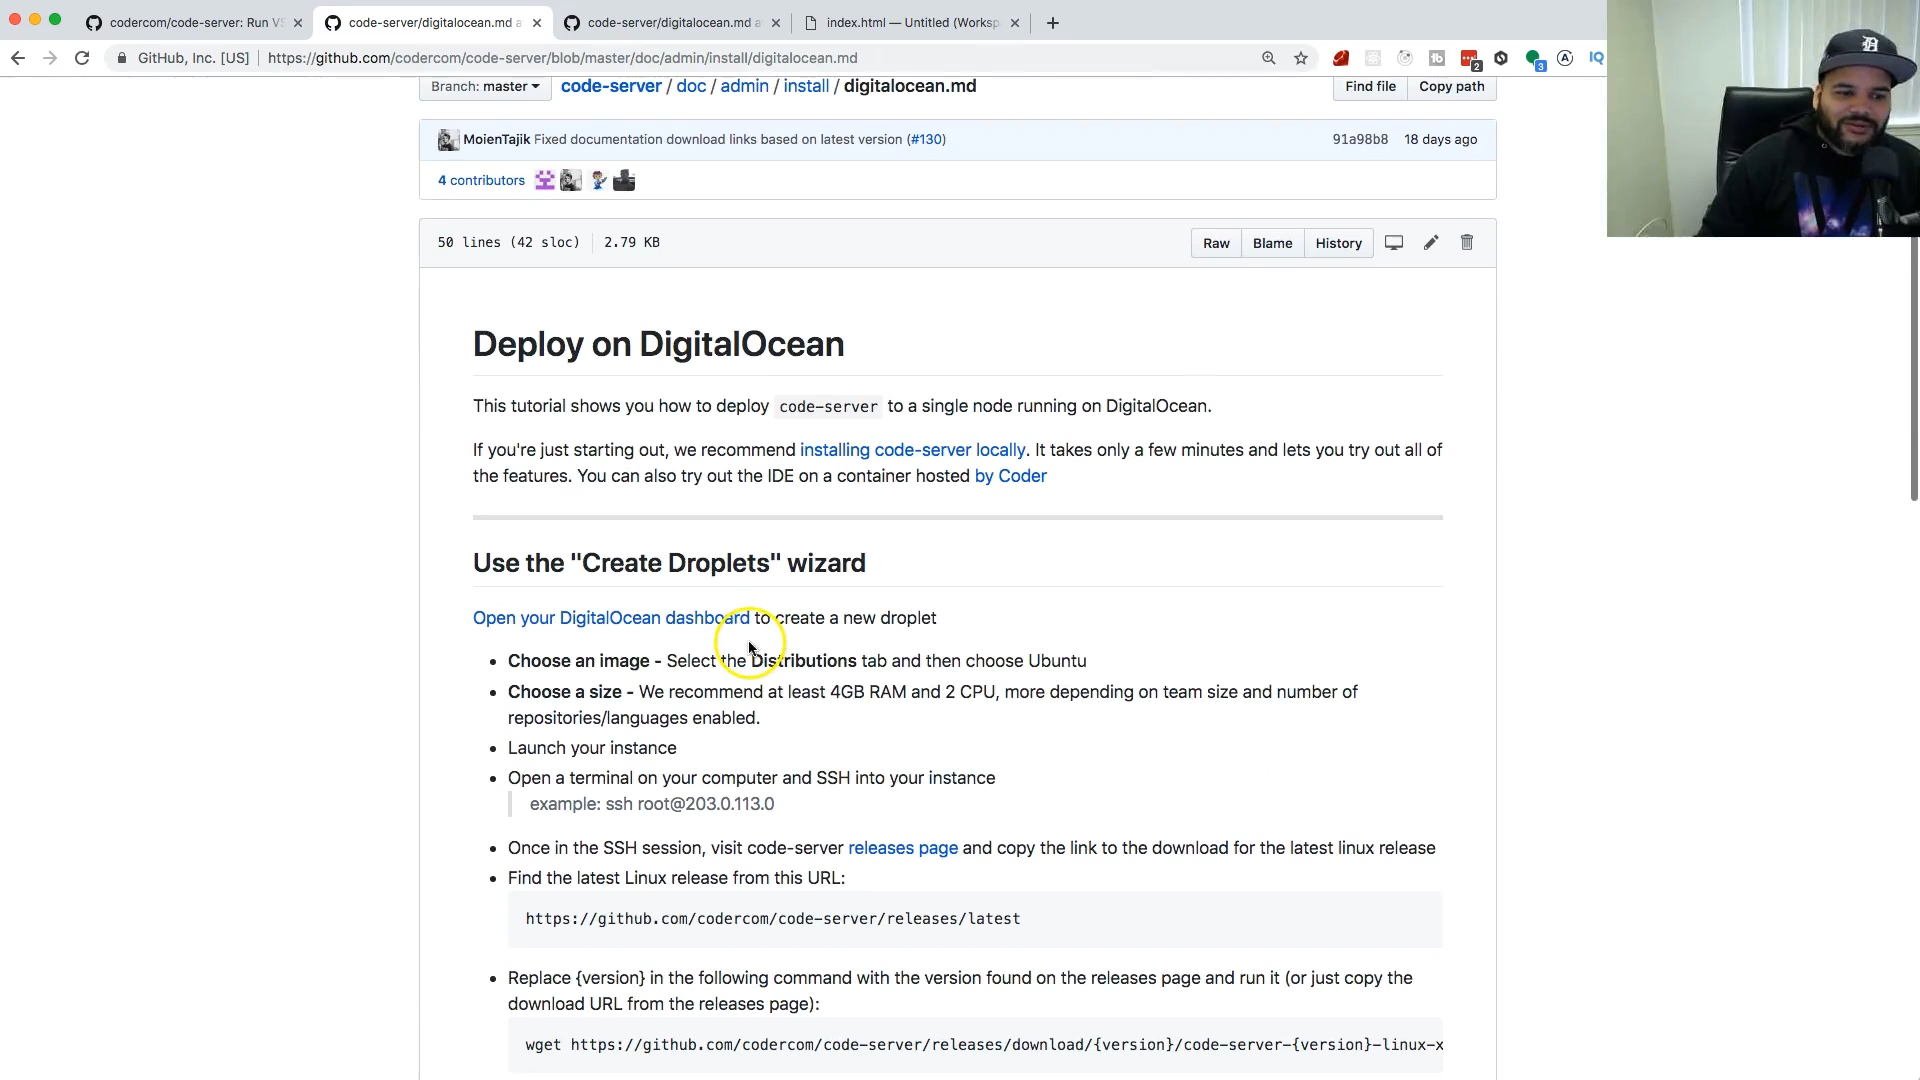 codercom/code-server: Run VS
code-server/digitalocean.md a
code-server/digitalocean.md a
index.html — Untitled (Worksp
GitHub, Inc. [US]
https://github.com/codercom/code-server/blob/master/doc/admin/install/digitalocean.md
Branch: master
code-server / doc / admin / install / digitalocean.md
Find file
Copy path
MoienTajik Fixed documentation download links based on latest version (#130)
91a98b8 18 days ago
4 contributors
50 lines (42 sloc) 2.79 KB
Raw
Blame
History
Deploy on DigitalOcean
This tutorial shows you how to deploy code-server to a single node running on DigitalOcean.
If you're just starting out, we recommend installing code-server locally. It takes only a few minutes and lets you try out all of
the features. You can also try out the IDE on a container hosted by Coder
Use the "Create Droplets" wizard
Open your DigitalOcean dashboard to create a new droplet
Choose an image - Select the Distributions tab and then choose Ubuntu
Choose a size - We recommend at least 4GB RAM and 2 CPU, more depending on team size and number of
repositories/languages enabled.
Launch your instance
Open a terminal on your computer and SSH into your instance
example: ssh root@203.0.113.0
Once in the SSH session, visit code-server releases page and copy the link to the download for the latest linux release
Find the latest Linux release from this URL:
https://github.com/codercom/code-server/releases/latest
Replace {version} in the following command with the version found on the releases page and run it (or just copy the
download URL from the releases page):
wget https://github.com/codercom/code-server/releases/download/{version}/code-server-{version}-linux-x